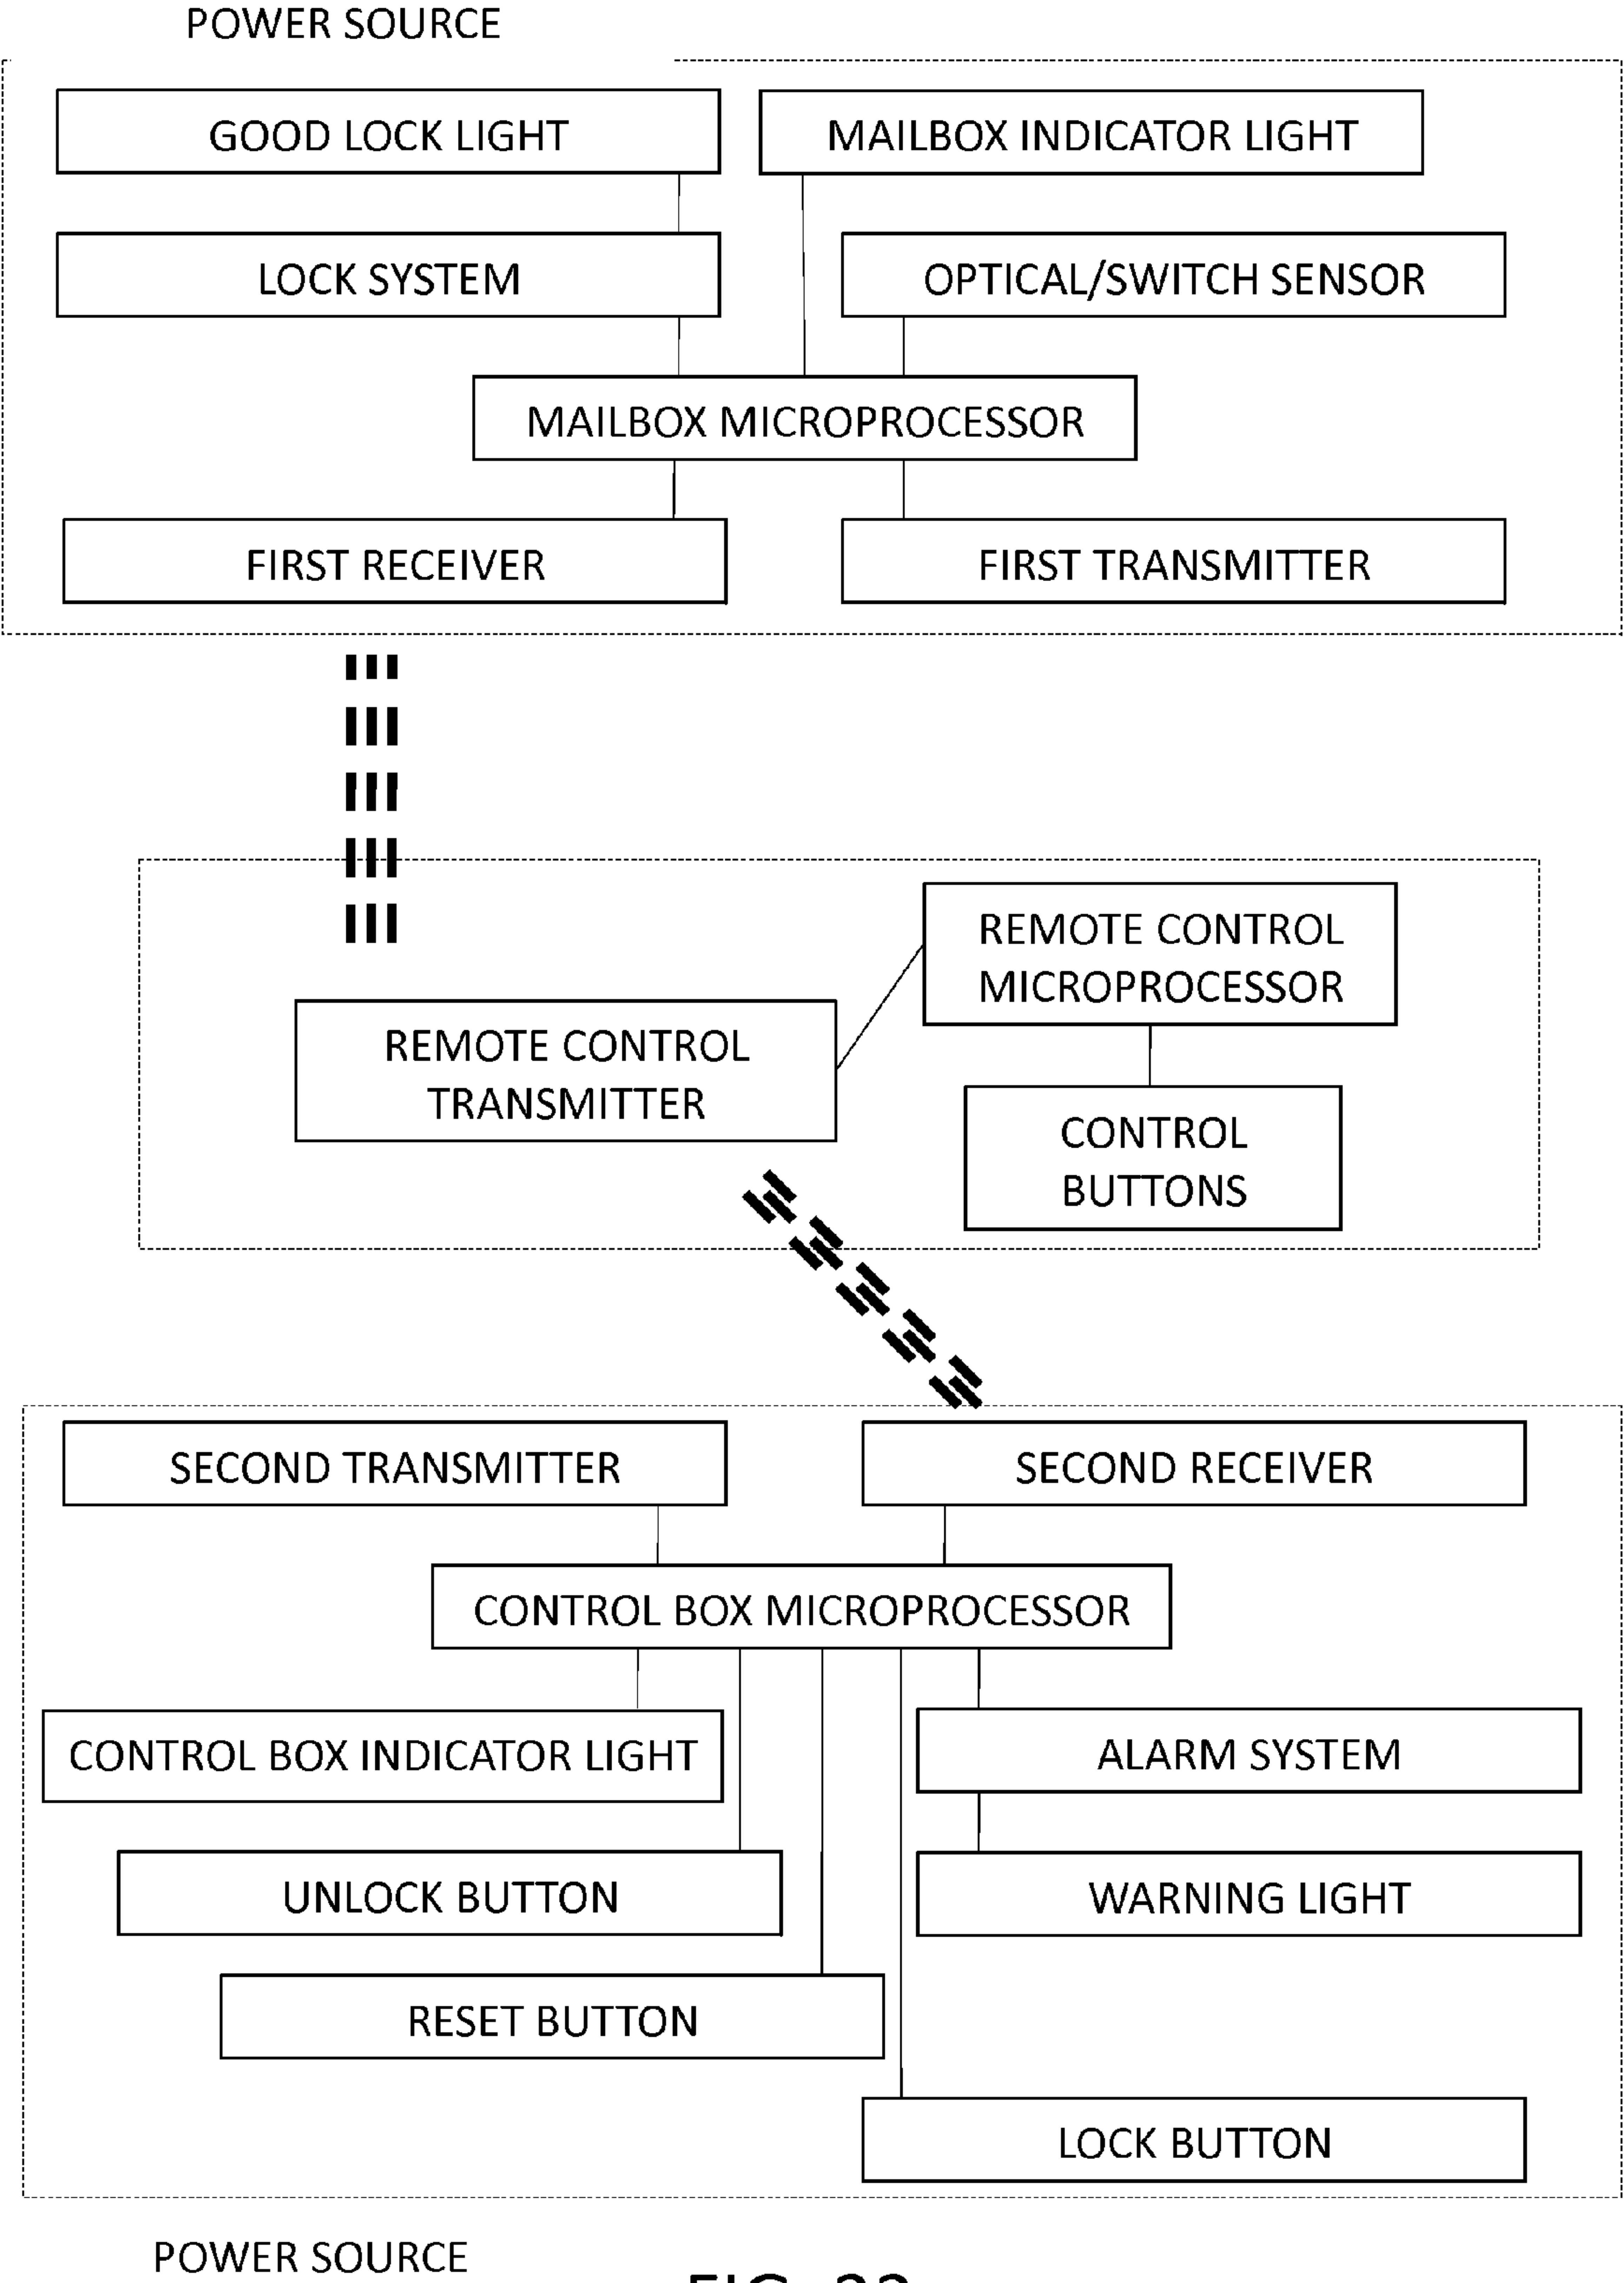 POWER SOURCE
GOOD LOCK LIGHT
MAILBOX INDICATOR LIGHT
LOCK SYSTEM
OPTICAL/SWITCH SENSOR
MAILBOX MICROPROCESSOR
FIRST RECEIVER
FIRST TRANSMITTER
REMOTE CONTROL
MICROPROCESSOR
REMOTE CONTROL
TRANSMITTER
CONTROL
BUTTONS
SECOND TRANSMITTER
SECOND RECEIVER
CONTROL BOX MICROPROCESSOR
CONTROL BOX INDICATOR LIGHT
ALARM SYSTEM
UNLOCK BUTTON
WARNING LIGHT
RESET BUTTON
LOCK BUTTON
POWER SOURCE